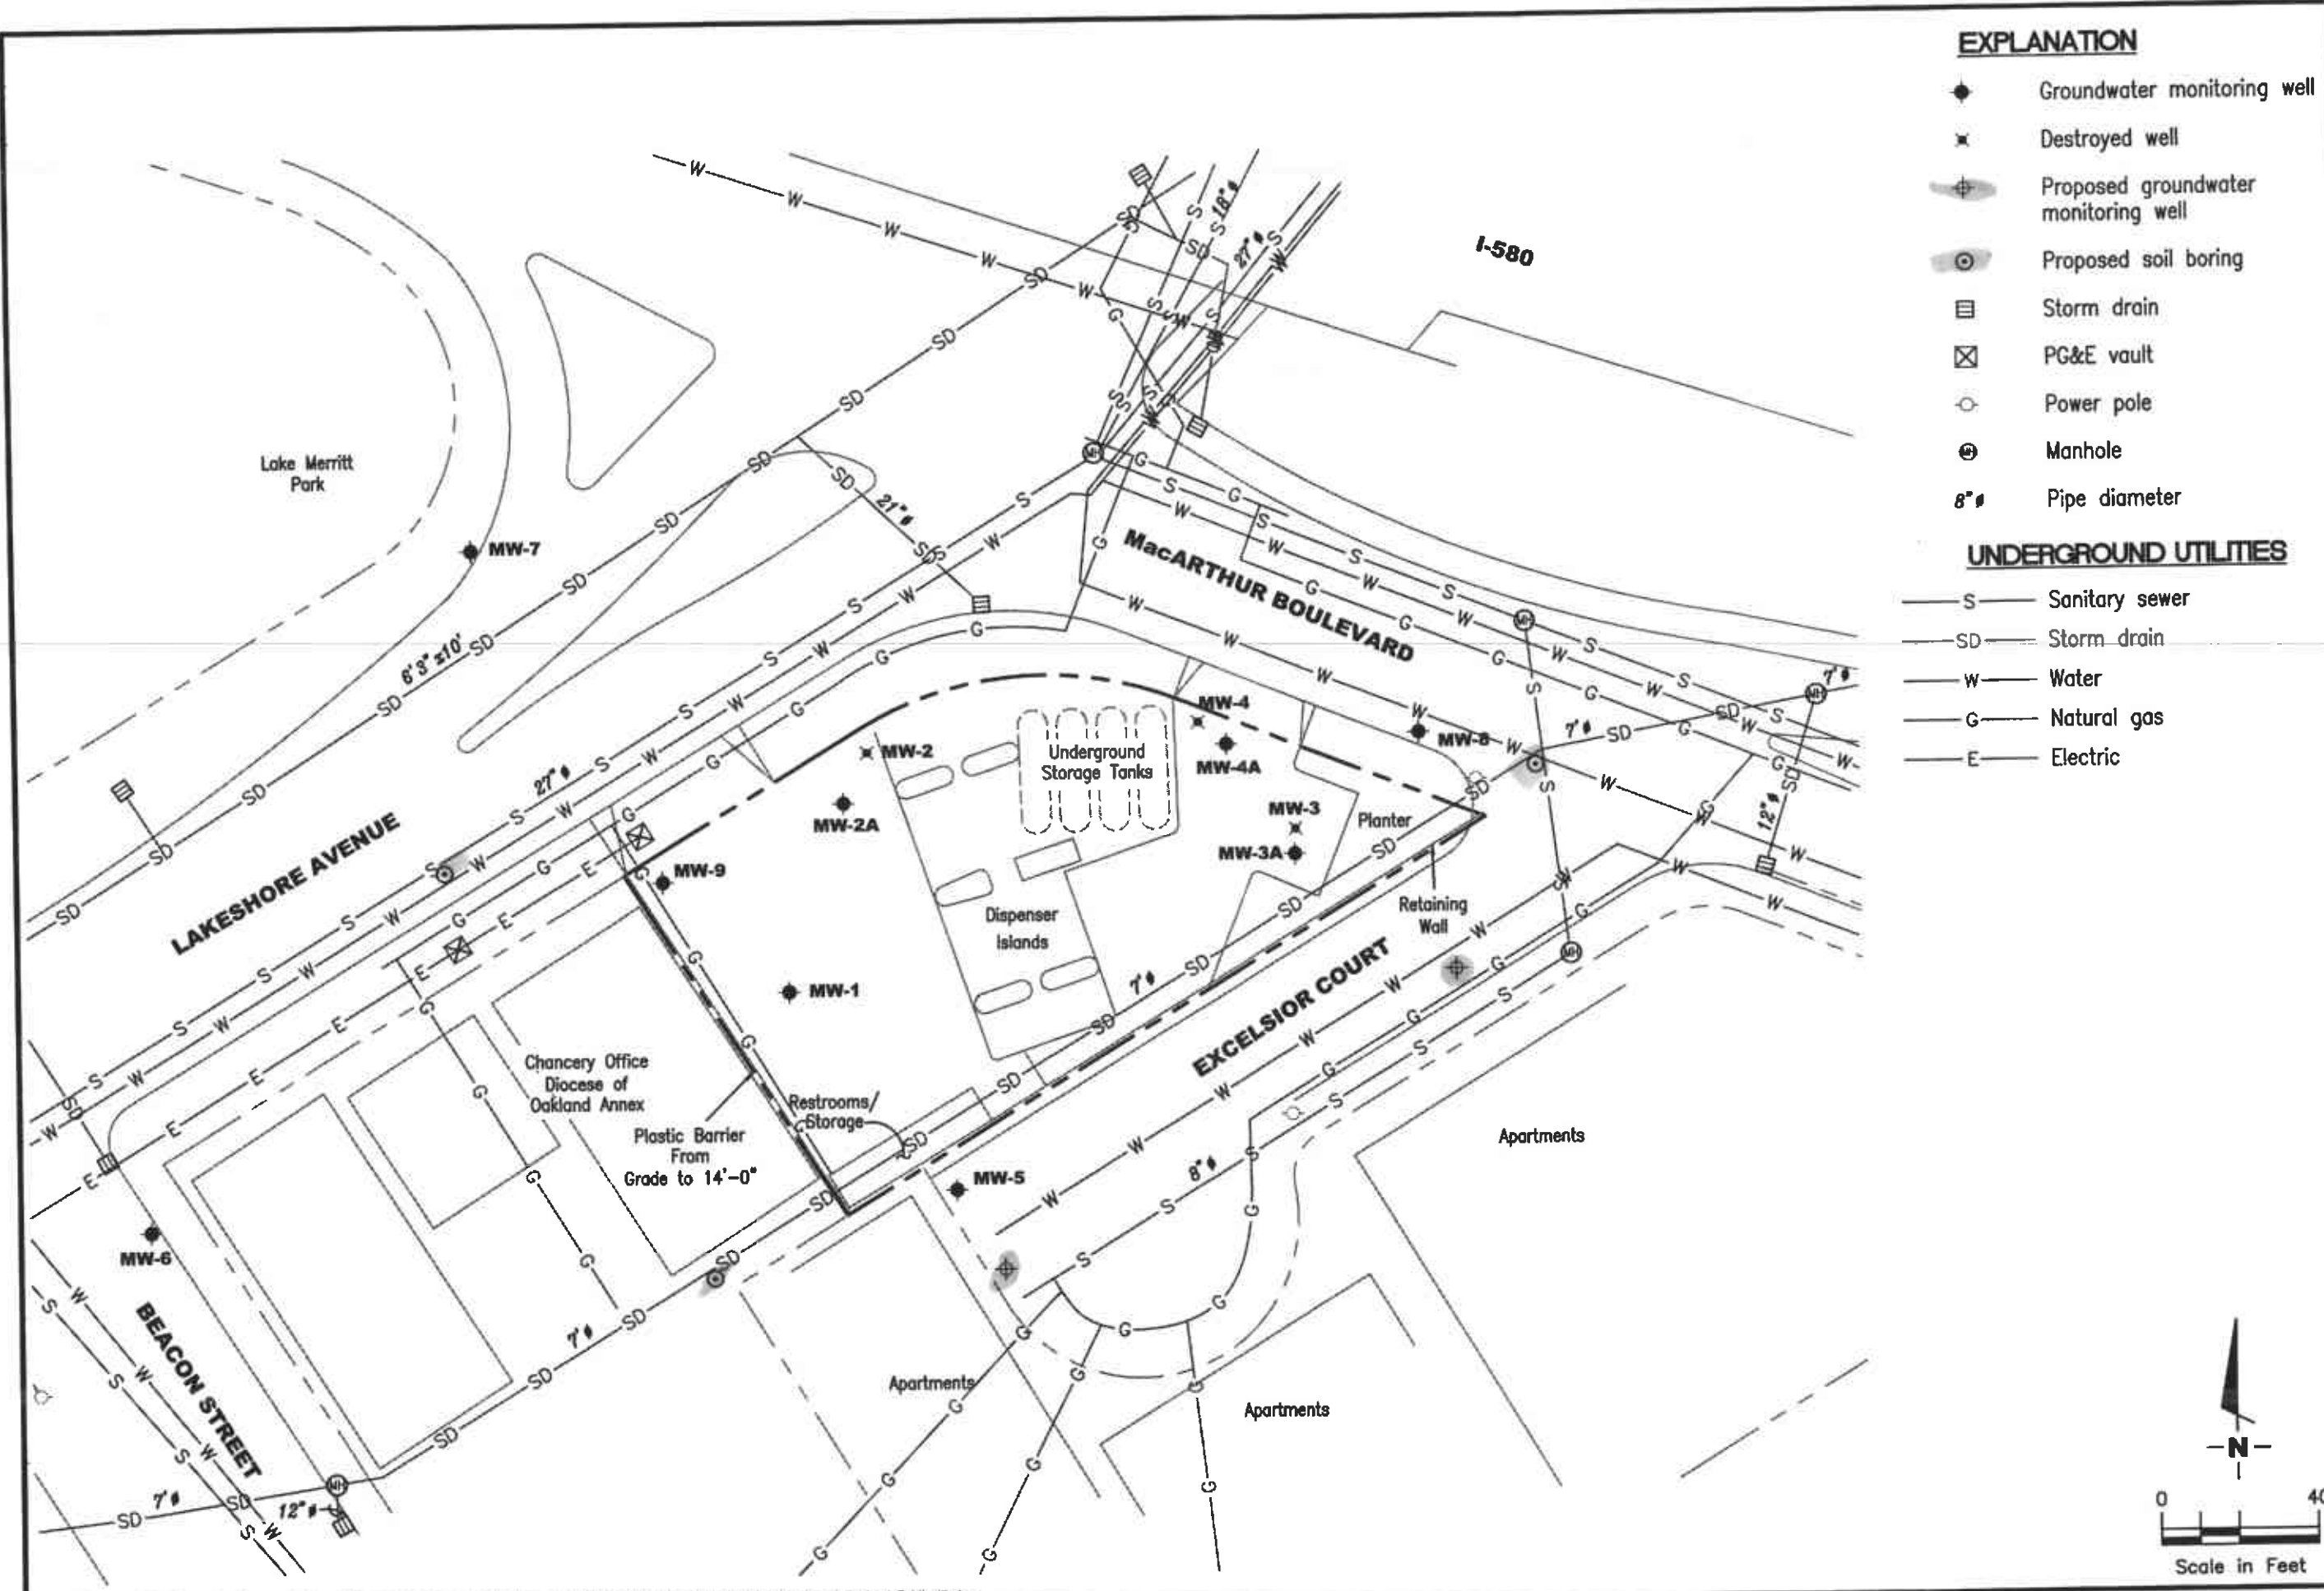 EXPLANATION
Groundwater monitoring well
Destroyed well
Proposed groundwater
monitoring well
Proposed soil boring
Storm drain
PG&E vault
Power pole
MH
Manhole
8"ø
Pipe diameter
UNDERGROUND UTILITIES
S
Sanitary sewer
SD
Storm drain
W
Water
G
Natural gas
E
Electric
I-580
18"ø
27"ø
Lake Merritt
Park
21"ø
MW-7
MacARTHUR BOULEVARD
6'3"x10'
7'ø
MW-4
MW-8
7'ø
MW-2
Underground
Storage Tanks
MW-4A
27"ø
MW-2A
MW-3
Planter
12"ø
LAKESHORE AVENUE
MW-9
MW-3A
Retaining
Wall
Dispenser
Islands
7'ø
MW-1
EXCELSIOR COURT
Chancery Office
Diocese of
Oakland Annex
Restrooms/
Storage
Plastic Barrier
From
Grade to 14'-0"
Apartments
8"ø
MW-5
MW-6
7'ø
BEACON STREET
Apartments
Apartments
7'ø
12"ø
N
0
40
Scale in Feet